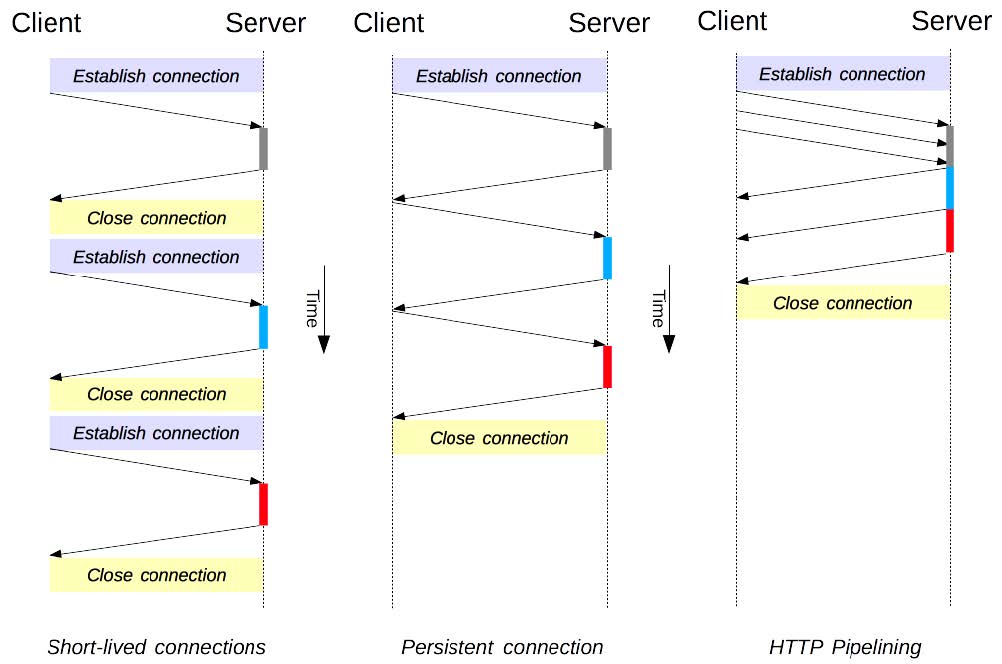 Client Server Client Server Client Server
Establish connection Establish connection Establish connection
Close connection
Establish connection
Close connection
Time
Time
Close connection
Establish connection
Close connection
Close connection
Short-lived connections Persistent connection HTTP Pipelining